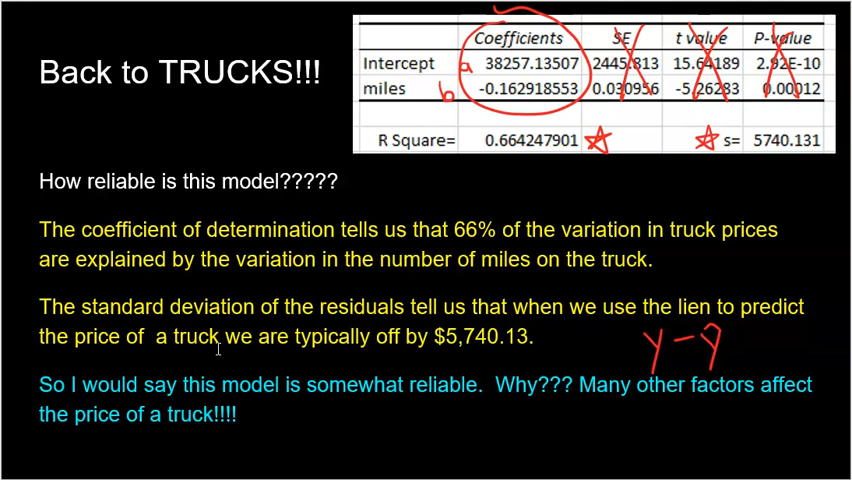 Coefficients SE t value P-value
Back to TRUCKS!!!
Intercept a 38257.13507 2445.813 15.64189 2.92E-10
miles b -0.162918553 0.030956 -5.26283 0.00012
R Square= 0.664247901 s= 5740.131
How reliable is this model?????
The coefficient of determination tells us that 66% of the variation in truck prices
are explained by the variation in the number of miles on the truck.
The standard deviation of the residuals tell us that when we use the lien to predict
the price of a truck we are typically off by $5,740.13.
y - ŷ
So I would say this model is somewhat reliable. Why??? Many other factors affect
the price of a truck!!!!